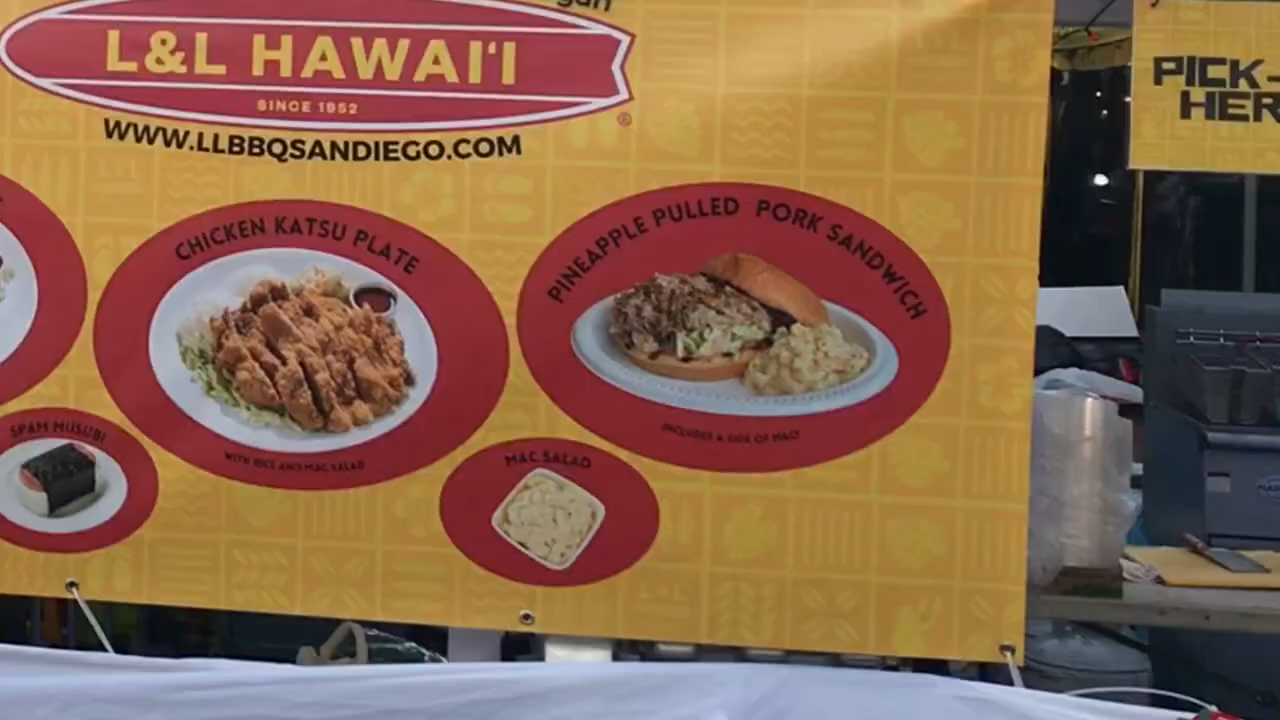 L&L HAWAI'I
SINCE 1952
®
WWW.LLBBQSANDIEGO.COM
PICK-
HER
CHICKEN KATSU PLATE
WITH RICE AND MAC SALAD
PINEAPPLE PULLED PORK SANDWICH
INCLUDES A SIDE OF MAC!
SPAM MUSUBI
MAC SALAD